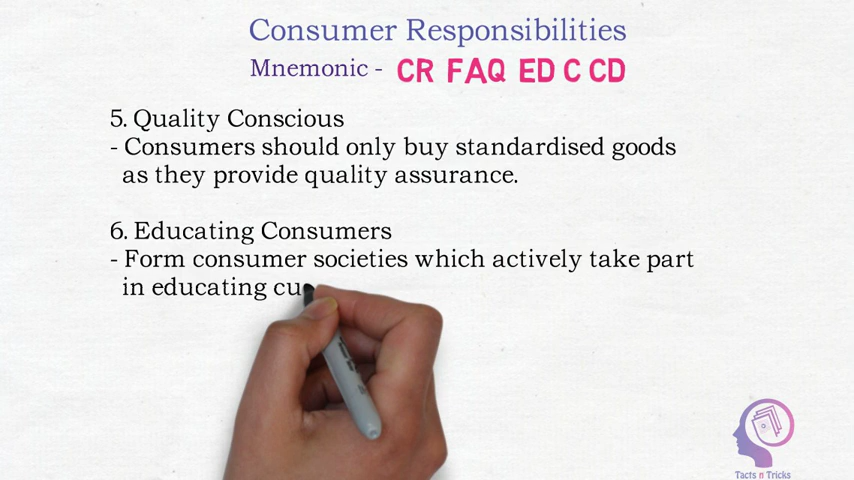 Consumer Responsibilities
Mnemonic - CR FAQ ED C CD
5. Quality Conscious
- Consumers should only buy standardised goods
as they provide quality assurance.
6. Educating Consumers
- Form consumer societies which actively take part
in educating cu
Tacts n Tricks